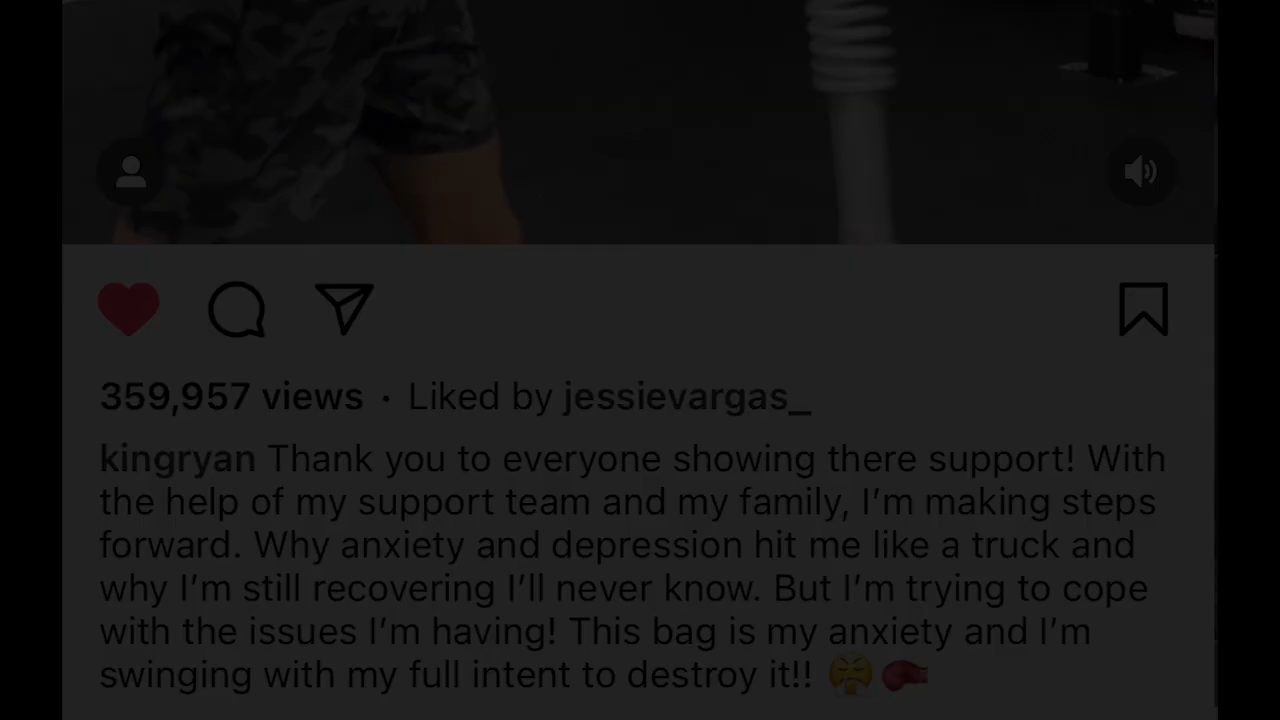 359,957 views · Liked by jessievargas_
kingryan Thank you to everyone showing there support! With
the help of my support team and my family, I’m making steps
forward. Why anxiety and depression hit me like a truck and
why I’m still recovering I’ll never know. But I’m trying to cope
with the issues I’m having! This bag is my anxiety and I’m
swinging with my full intent to destroy it!! 😤🥊